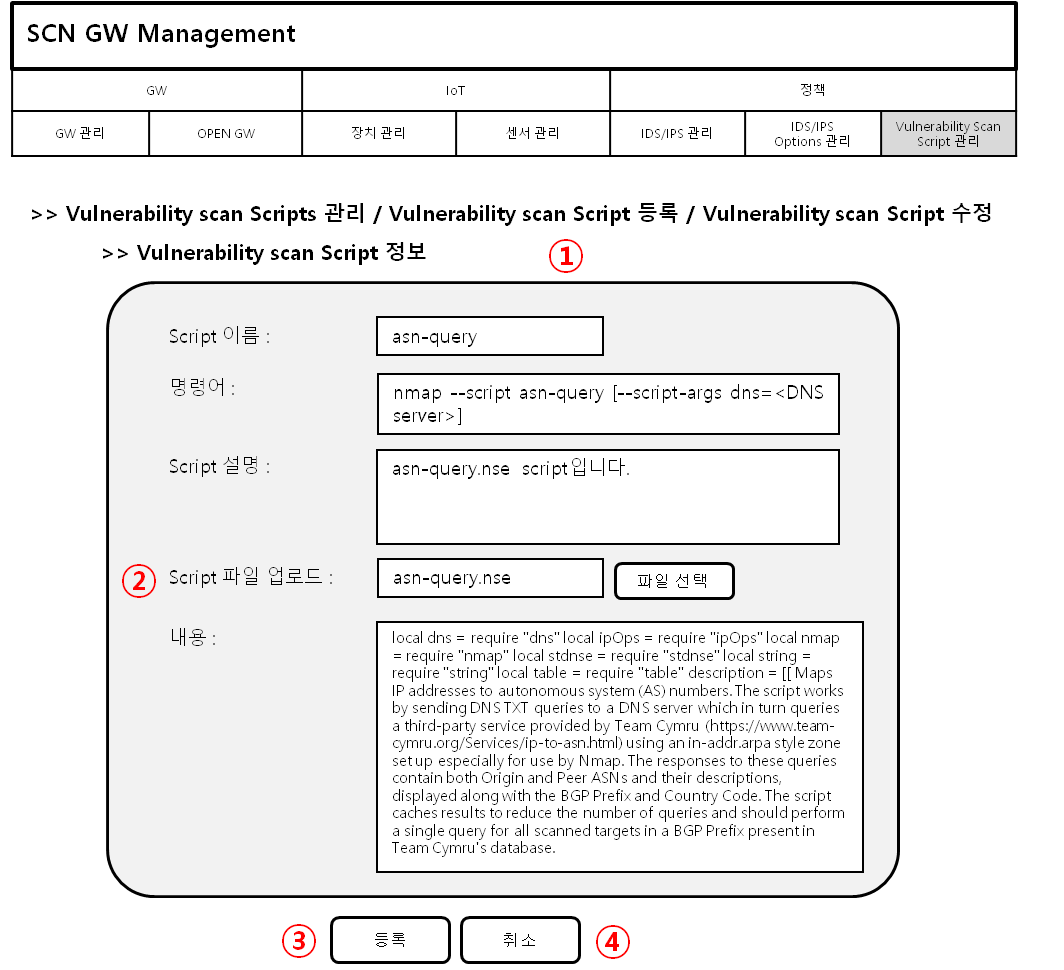 SCN GW Management
GW
IoT
정책
GW 관리
OPEN GW
장치 관리
센서 관리
IDS/IPS 관리
IDS/IPS
Options 관리
Vulnerability Scan
Script 관리
>> Vulnerability scan Scripts 관리 / Vulnerability scan Script 등록 / Vulnerability scan Script 수정
>> Vulnerability scan Script 정보
①
Script 이름 :
asn-query
명령어 :
nmap --script asn-query [--script-args dns=<DNS
server>]
Script 설명 :
asn-query.nse script입니다.
②
Script 파일 업로드 :
asn-query.nse
파일 선택
내용 :
local dns = require "dns" local ipOps = require "ipOps" local nmap
= require "nmap" local stdnse = require "stdnse" local string =
require "string" local table = require "table" description = [[ Maps
IP addresses to autonomous system (AS) numbers. The script works
by sending DNS TXT queries to a DNS server which in turn queries
a third-party service provided by Team Cymru (https://www.team-
cymru.org/Services/ip-to-asn.html) using an in-addr.arpa style zone
set up especially for use by Nmap. The responses to these queries
contain both Origin and Peer ASNs and their descriptions,
displayed along with the BGP Prefix and Country Code. The script
caches results to reduce the number of queries and should perform
a single query for all scanned targets in a BGP Prefix present in
Team Cymru's database.
③
등록
취소
④